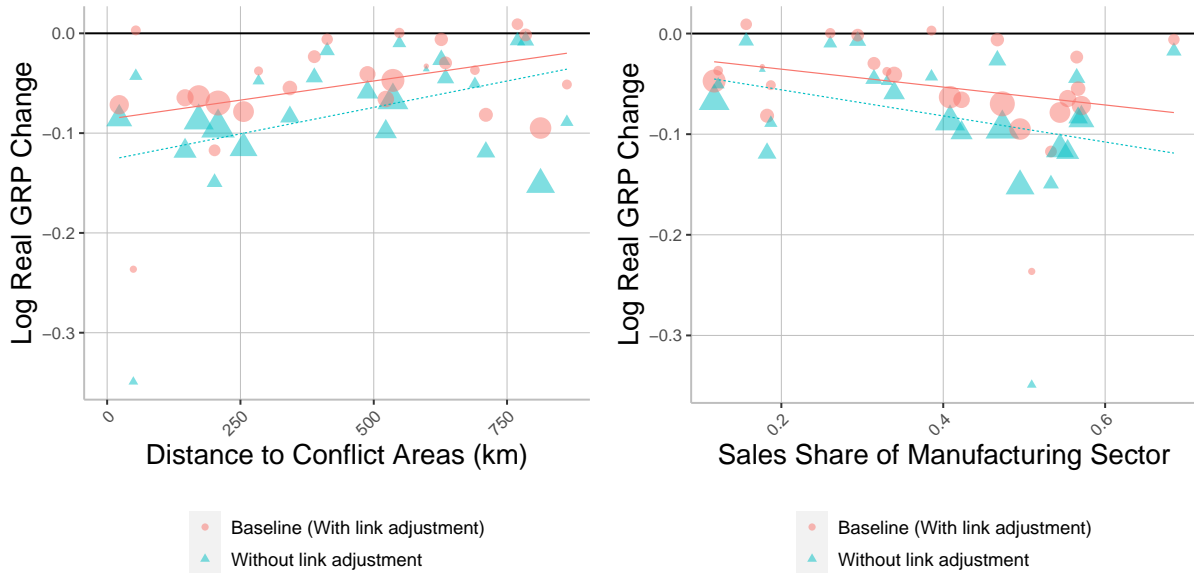 Log Real GRP Change
0.0
−0.1
−0.2
−0.3
0
250
500
750
Distance to Conflict Areas (km)
Baseline (With link adjustment)
Without link adjustment
Log Real GRP Change
0.0
−0.1
−0.2
−0.3
0.2
0.4
0.6
Sales Share of Manufacturing Sector
Baseline (With link adjustment)
Without link adjustment